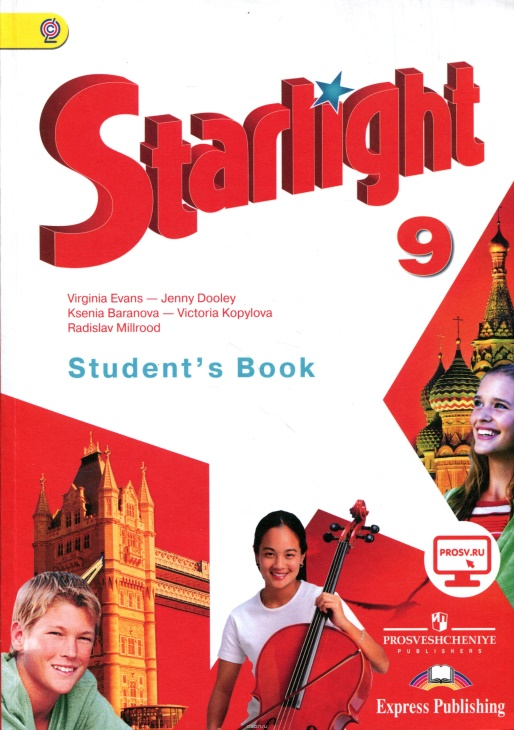 Starlight
9
Virginia Evans — Jenny Dooley
Ksenia Baranova — Victoria Kopylova
Radislav Millrood
Student's Book
PROSV.RU
PROSVESHCHENIYE
PUBLISHERS
Express Publishing